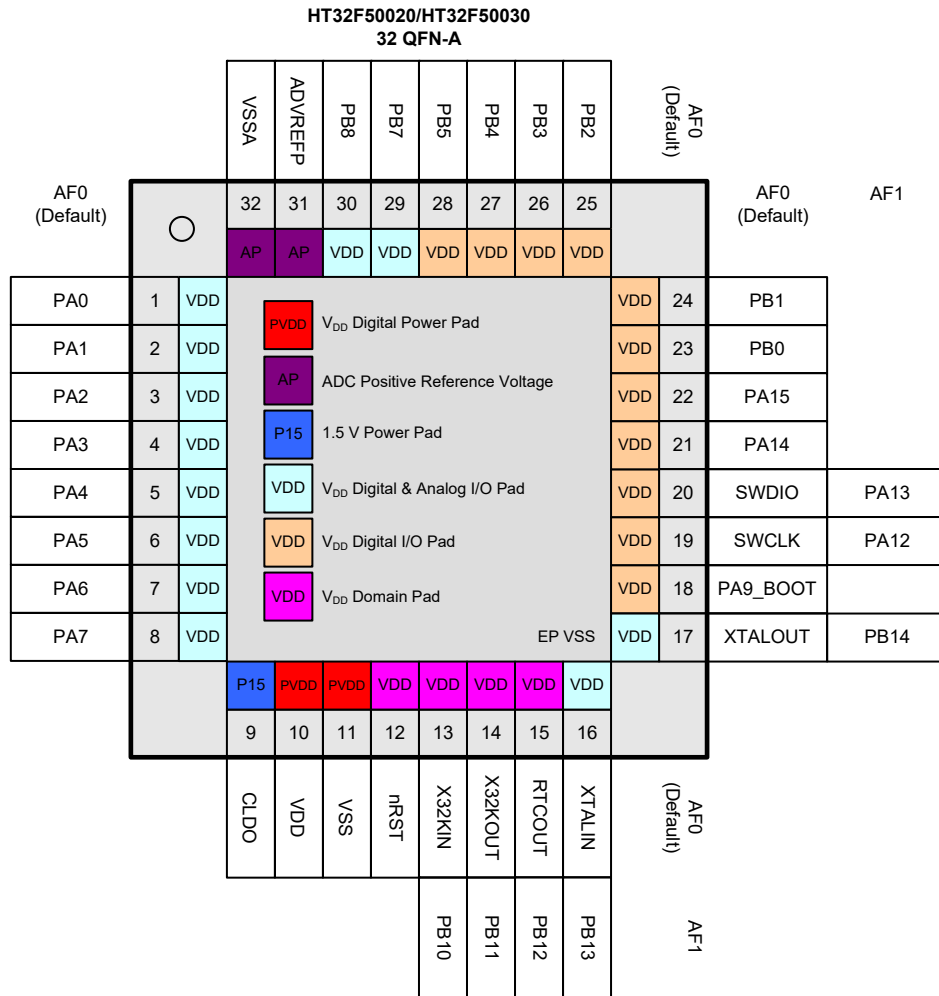 HT32F50020/HT32F50030
32 QFN-A
VSSA
ADVREFP
PB8
PB7
PB5
PB4
PB3
PB2
AF0
(Default)
AF0
(Default)
32 31 30 29 28 27 26 25
AF0
(Default)
AF1
AP AP VDD VDD VDD VDD VDD VDD
PA0 1 VDD
VDD 24 PB1
PA1 2 VDD
VDD 23 PB0
PA2 3 VDD
VDD 22 PA15
PA3 4 VDD
VDD 21 PA14
PA4 5 VDD
VDD 20 SWDIO PA13
PA5 6 VDD
VDD 19 SWCLK PA12
PA6 7 VDD
VDD 18 PA9_BOOT
PA7 8 VDD
VDD 17 XTALOUT PB14
PVDD VDD Digital Power Pad
AP ADC Positive Reference Voltage
P15 1.5 V Power Pad
VDD VDD Digital & Analog I/O Pad
VDD VDD Digital I/O Pad
VDD VDD Domain Pad
EP VSS
P15 PVDD PVDD VDD VDD VDD VDD VDD
9 10 11 12 13 14 15 16
CLDO
VDD
VSS
nRST
X32KIN
X32KOUT
RTCOUT
XTALIN
AF0
(Default)
PB10
PB11
PB12
PB13
AF1